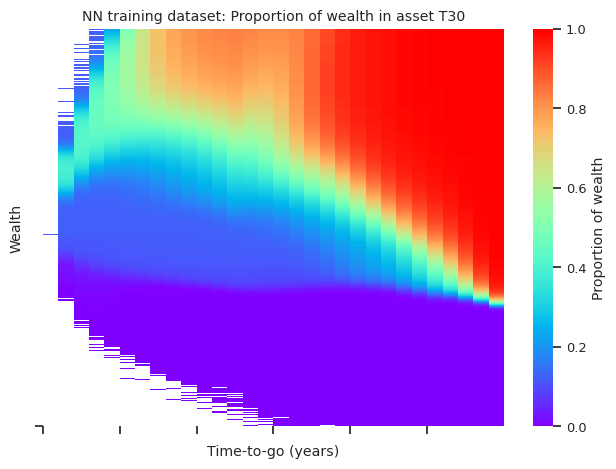 NN training dataset: Proportion of wealth in asset T30
Wealth
Time-to-go (years)
1.0
0.8
0.6
0.4
0.2
0.0
Proportion of wealth